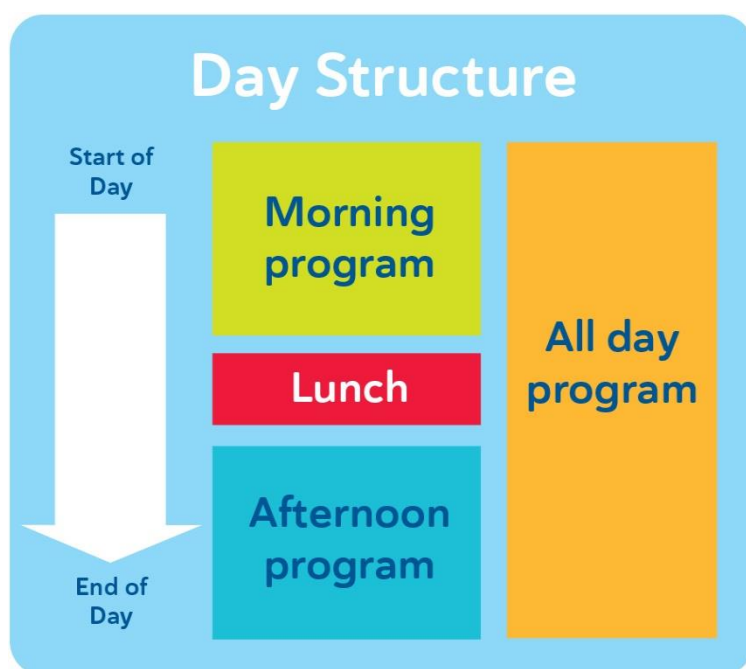 Day Structure
Start of
Day
Morning
program
Lunch
Afternoon
program
All day
program
End of
Day